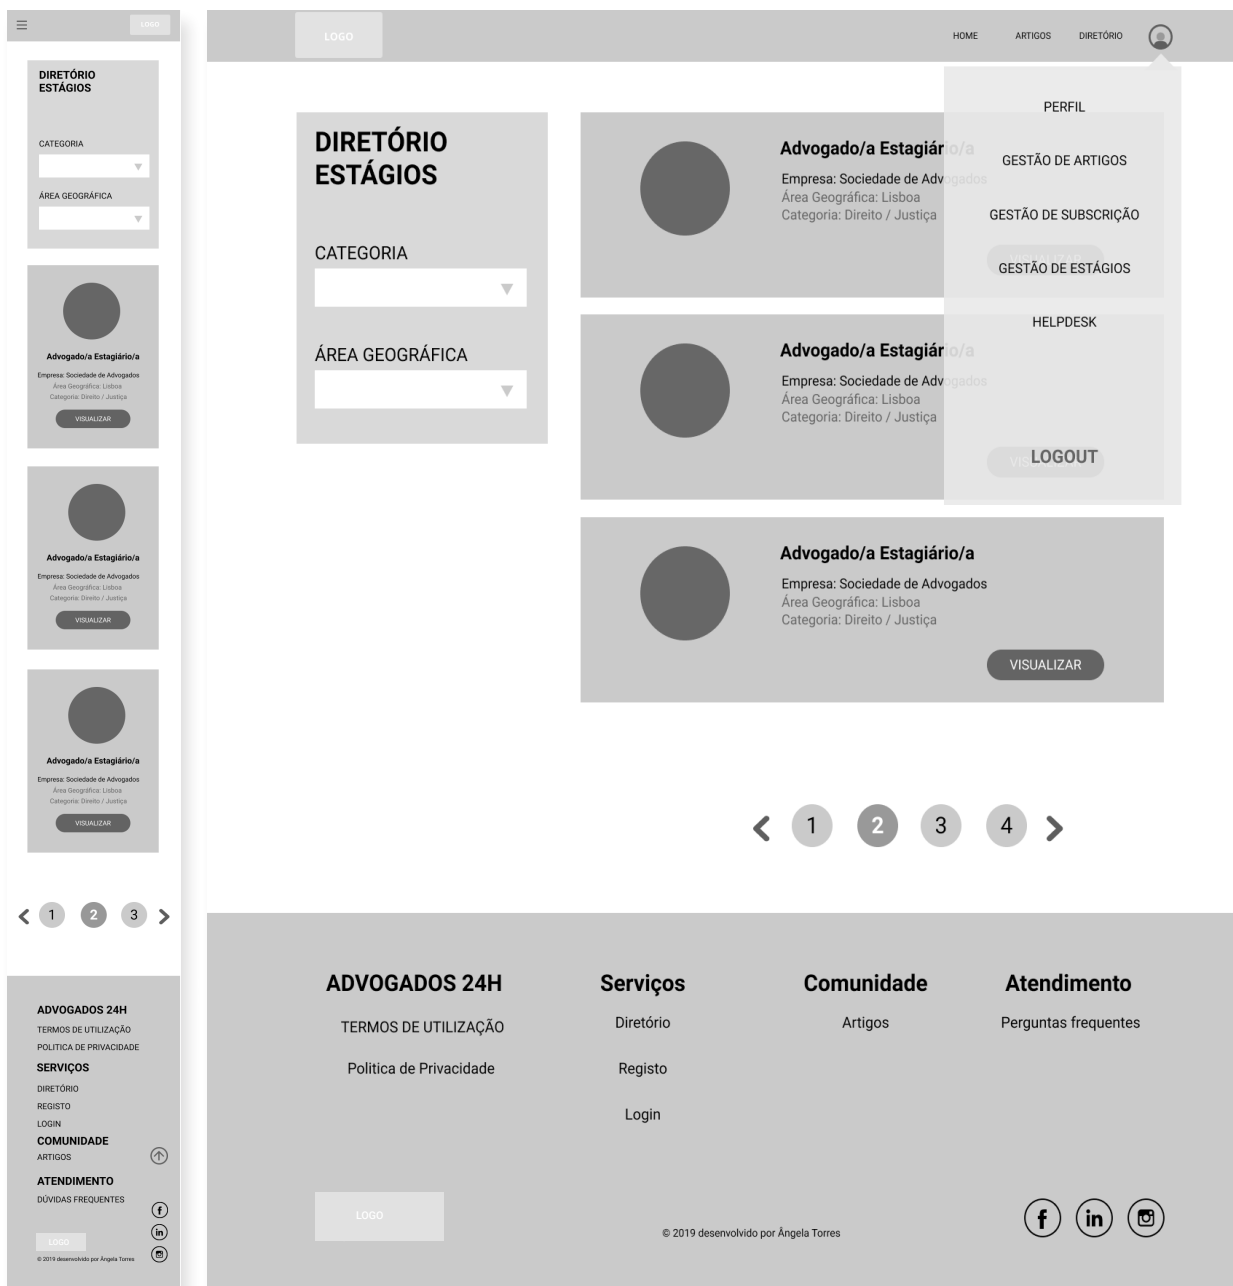 LOGO
DIRETÓRIO
ESTÁGIOS
CATEGORIA
ÁREA GEOGRÁFICA
Advogado/a Estagiário/a
Empresa: Sociedade de Advogados
Área Geográfica: Lisboa
Categoria: Direito / Justiça
VISUALIZAR
Advogado/a Estagiário/a
Empresa: Sociedade de Advogados
Área Geográfica: Lisboa
Categoria: Direito / Justiça
VISUALIZAR
Advogado/a Estagiário/a
Empresa: Sociedade de Advogados
Área Geográfica: Lisboa
Categoria: Direito / Justiça
VISUALIZAR
1 2 3
ADVOGADOS 24H
TERMOS DE UTILIZAÇÃO
POLITICA DE PRIVACIDADE
SERVIÇOS
DIRETÓRIO
REGISTO
LOGIN
COMUNIDADE
ARTIGOS
ATENDIMENTO
DÚVIDAS FREQUENTES
LOGO
© 2019 desenvolvido por Ângela Torres
LOGO HOME ARTIGOS DIRETÓRIO
PERFIL
GESTÃO DE ARTIGOS
GESTÃO DE SUBSCRIÇÃO
GESTÃO DE ESTÁGIOS
HELPDESK
LOGOUT
DIRETÓRIO
ESTÁGIOS
CATEGORIA
ÁREA GEOGRÁFICA
Advogado/a Estagiário/a
Empresa: Sociedade de Advogados
Área Geográfica: Lisboa
Categoria: Direito / Justiça
VISUALIZAR
Advogado/a Estagiário/a
Empresa: Sociedade de Advogados
Área Geográfica: Lisboa
Categoria: Direito / Justiça
VISUALIZAR
Advogado/a Estagiário/a
Empresa: Sociedade de Advogados
Área Geográfica: Lisboa
Categoria: Direito / Justiça
VISUALIZAR
1 2 3 4
ADVOGADOS 24H
TERMOS DE UTILIZAÇÃO
Politica de Privacidade
Serviços
Diretório
Registo
Login
Comunidade
Artigos
Atendimento
Perguntas frequentes
LOGO
© 2019 desenvolvido por Ângela Torres